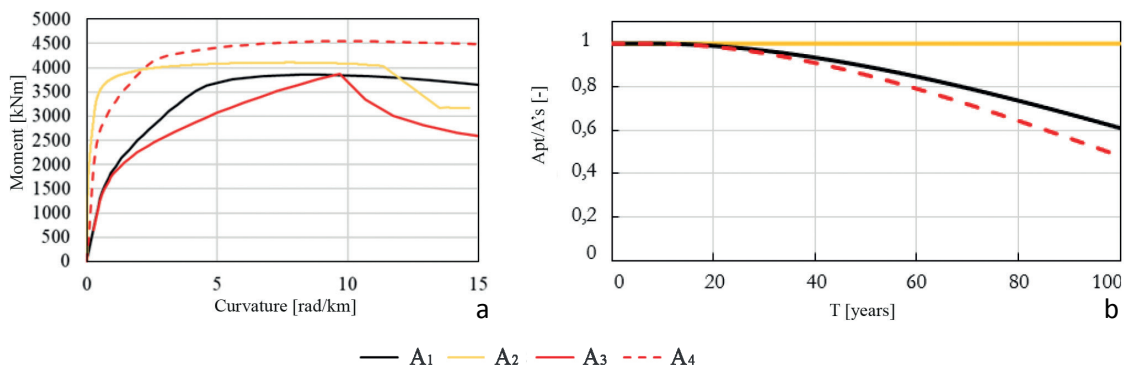 5000
4500
4000
3500
3000
2500
2000
1500
1000
500
0
Moment [kNm]
0 5 10 15
Curvature [rad/km]
a
1
0,8
0,6
0,4
0,2
0
Apt/A's [-]
0 20 40 60 80 100
T [years]
b
A1 A2 A3 A4